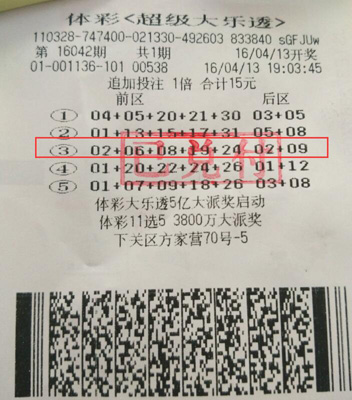 体彩<超级大乐透>
110328-747400-021330-492603 833840 sGFJUw
第 16042期 共1期 16/04/13开奖
01-001136-101 00538 16/04/13 19:03:45
追加投注 1倍 合计15元
前区 后区
① 04+05+20+21+30 03+05
② 01+13+15+17+31 05+08
③ 02+06+08+19+24 02+09
④ 01+20+22+24+26 01+12
⑤ 01+07+09+18+26 03+08
已兑付
体彩大乐透5亿大派奖启动
体彩11选5 3800万大派奖
下关区方家营70号-5